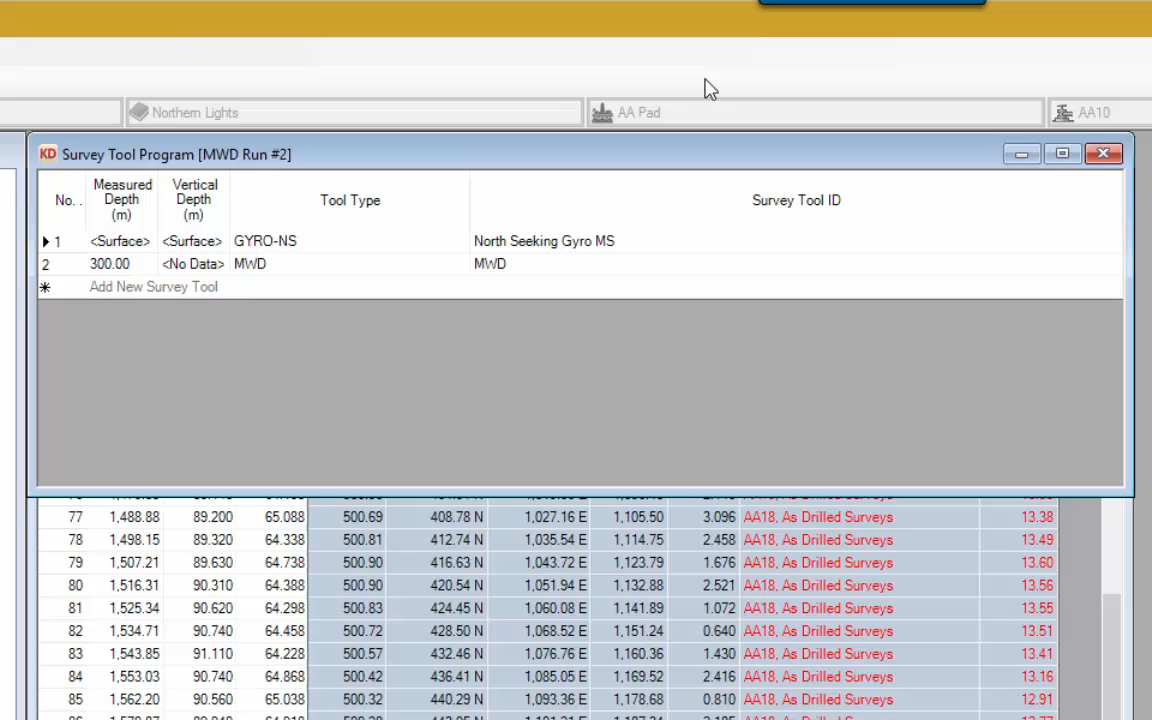 Northern Lights AA Pad AA10
KD Survey Tool Program [MWD Run #2]
No. . Measured Depth (m) Vertical Depth (m) Tool Type Survey Tool ID
1 <Surface> <Surface> GYRO-NS North Seeking Gyro MS
2 300.00 <No Data> MWD MWD
Add New Survey Tool
77 1,488.88 89.200 65.088 500.69 408.78 N 1,027.16 E 1,105.50 3.096 AA18, As Drilled Surveys 13.38
78 1,498.15 89.320 64.338 500.81 412.74 N 1,035.54 E 1,114.75 2.458 AA18, As Drilled Surveys 13.49
79 1,507.21 89.630 64.738 500.90 416.63 N 1,043.72 E 1,123.79 1.676 AA18, As Drilled Surveys 13.60
80 1,516.31 90.310 64.388 500.90 420.54 N 1,051.94 E 1,132.88 2.521 AA18, As Drilled Surveys 13.56
81 1,525.34 90.620 64.298 500.83 424.45 N 1,060.08 E 1,141.89 1.072 AA18, As Drilled Surveys 13.55
82 1,534.71 90.740 64.458 500.72 428.50 N 1,068.52 E 1,151.24 0.640 AA18, As Drilled Surveys 13.51
83 1,543.85 91.110 64.228 500.57 432.46 N 1,076.76 E 1,160.36 1.430 AA18, As Drilled Surveys 13.41
84 1,553.03 90.740 64.868 500.42 436.41 N 1,085.05 E 1,169.52 2.416 AA18, As Drilled Surveys 13.16
85 1,562.20 90.560 65.038 500.32 440.29 N 1,093.36 E 1,178.68 0.810 AA18, As Drilled Surveys 12.91